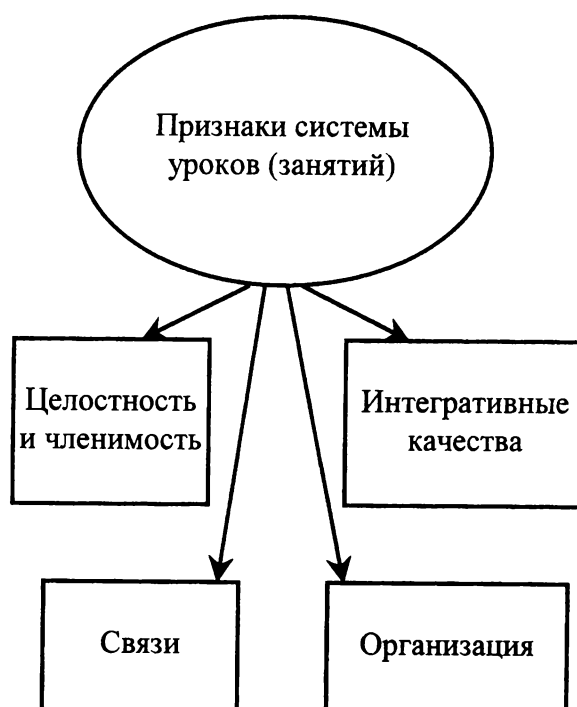 Признаки системы
уроков (занятий)
Целостность
и членимость
Интегративные
качества
Связи
Организация